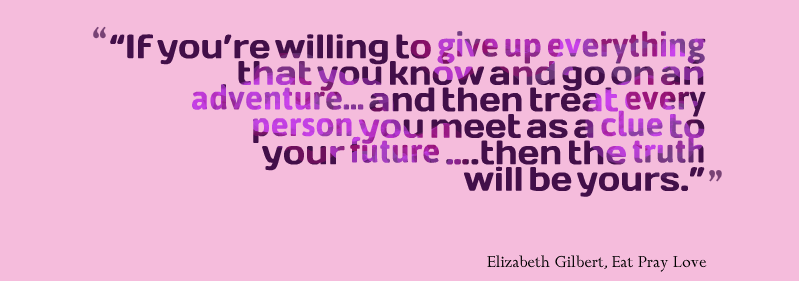 “ “If you’re willing to give up everything
that you know and go on an
adventure... and then treat every
person you meet as a clue to
your future ....then the truth
will be yours.” ”
Elizabeth Gilbert, Eat Pray Love